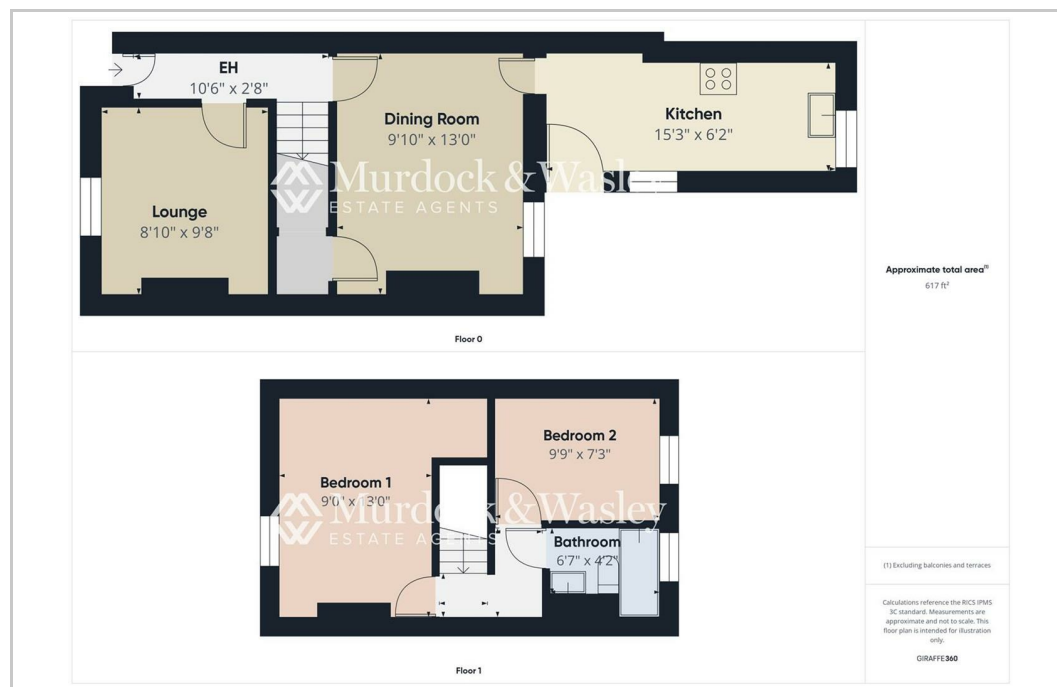 EH
10'6" x 2'8"
Dining Room
9'10" x 13'0"
Kitchen
15'3" x 6'2"
Murdock & Wasley
ESTATE AGENTS
Lounge
8'10" x 9'8"
Floor 0
Approximate total area⁽¹⁾
617 ft²
Bedroom 2
9'9" x 7'3"
Bedroom 1
9'0" x 13'0"
Murdock & Wasley
ESTATE AGENTS
Bathroom
6'7" x 4'2"
Floor 1
(1) Excluding balconies and terraces
Calculations reference the RICS IPMS
3C standard. Measurements are
approximate and not to scale. This
floor plan is intended for illustration
only.
GIRAFFE360